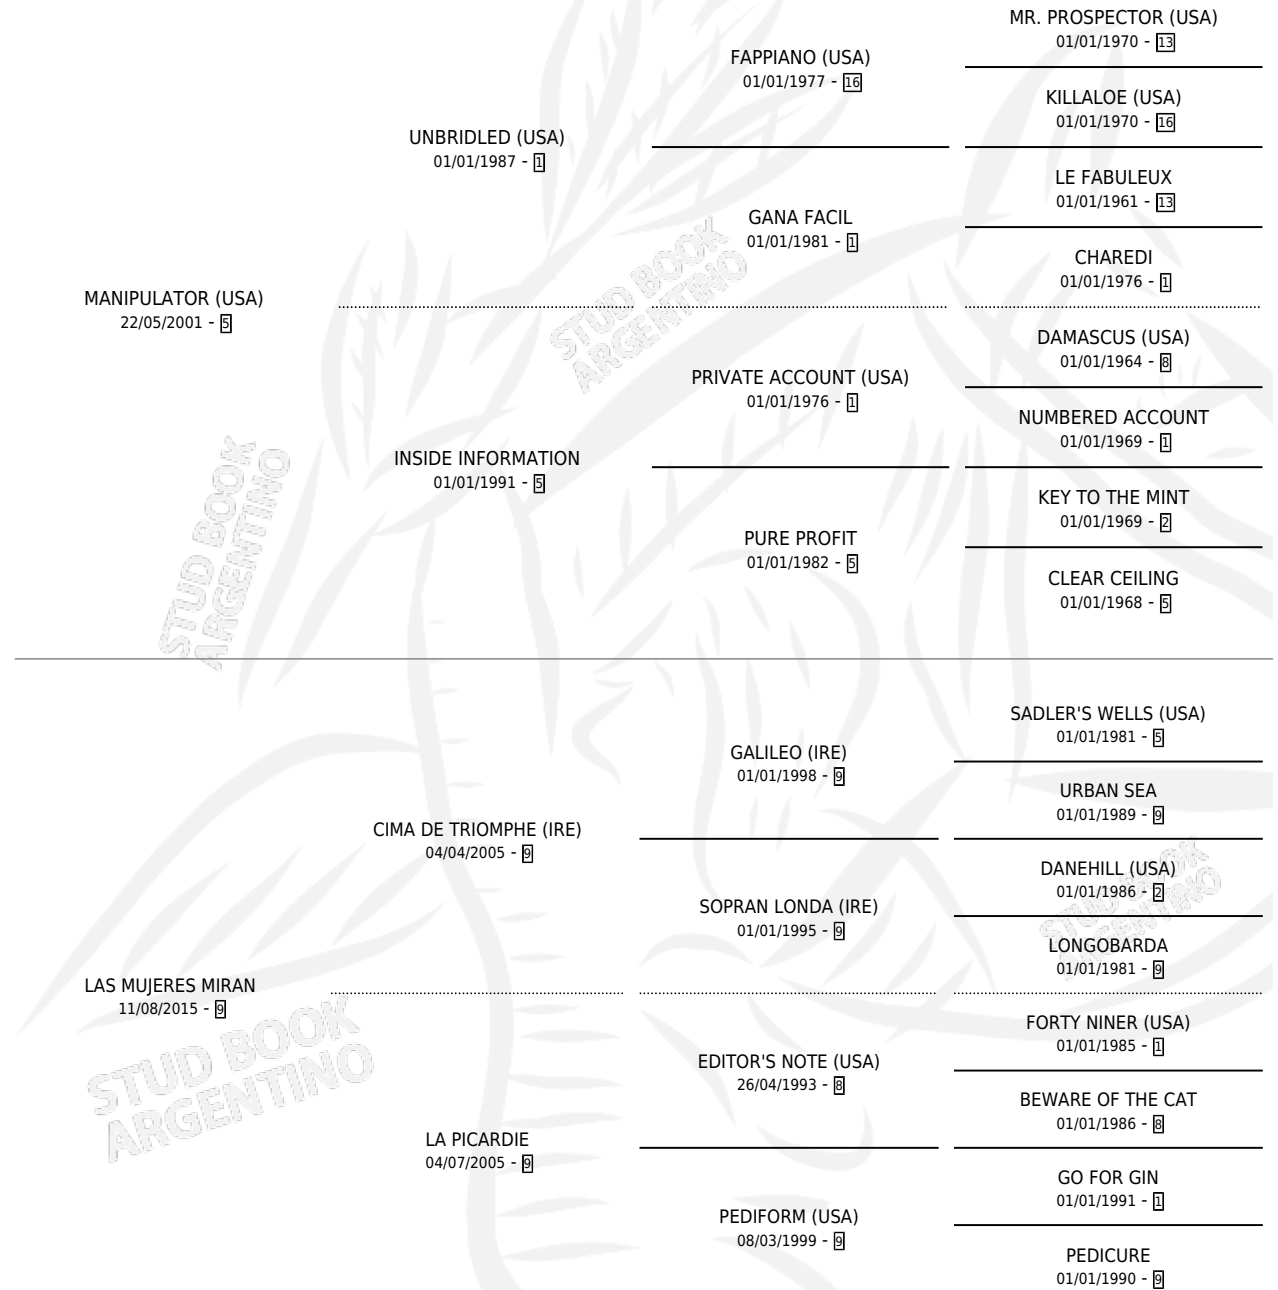 MR. PROSPECTOR (USA)
01/01/1970 - 13
FAPPIANO (USA)
01/01/1977 - 16
KILLALOE (USA)
01/01/1970 - 16
UNBRIDLED (USA)
01/01/1987 - 1
LE FABULEUX
01/01/1961 - 13
GANA FACIL
01/01/1981 - 1
CHAREDI
01/01/1976 - 1
MANIPULATOR (USA)
22/05/2001 - 5
DAMASCUS (USA)
01/01/1964 - 8
PRIVATE ACCOUNT (USA)
01/01/1976 - 1
NUMBERED ACCOUNT
01/01/1969 - 1
INSIDE INFORMATION
01/01/1991 - 5
KEY TO THE MINT
01/01/1969 - 2
PURE PROFIT
01/01/1982 - 5
CLEAR CEILING
01/01/1968 - 5
STUD BOOK
ARGENTINO
STUD BOOK
ARGENTINO
SADLER'S WELLS (USA)
01/01/1981 - 5
GALILEO (IRE)
01/01/1998 - 9
URBAN SEA
01/01/1989 - 9
CIMA DE TRIOMPHE (IRE)
04/04/2005 - 9
DANEHILL (USA)
01/01/1986 - 2
SOPRAN LONDA (IRE)
01/01/1995 - 9
LONGOBARDA
01/01/1981 - 9
LAS MUJERES MIRAN
11/08/2015 - 9
FORTY NINER (USA)
01/01/1985 - 1
EDITOR'S NOTE (USA)
26/04/1993 - 8
BEWARE OF THE CAT
01/01/1986 - 8
LA PICARDIE
04/07/2005 - 9
GO FOR GIN
01/01/1991 - 1
PEDIFORM (USA)
08/03/1999 - 9
PEDICURE
01/01/1990 - 9
STUD BOOK
ARGENTINO
STUD BOOK
ARGENTINO